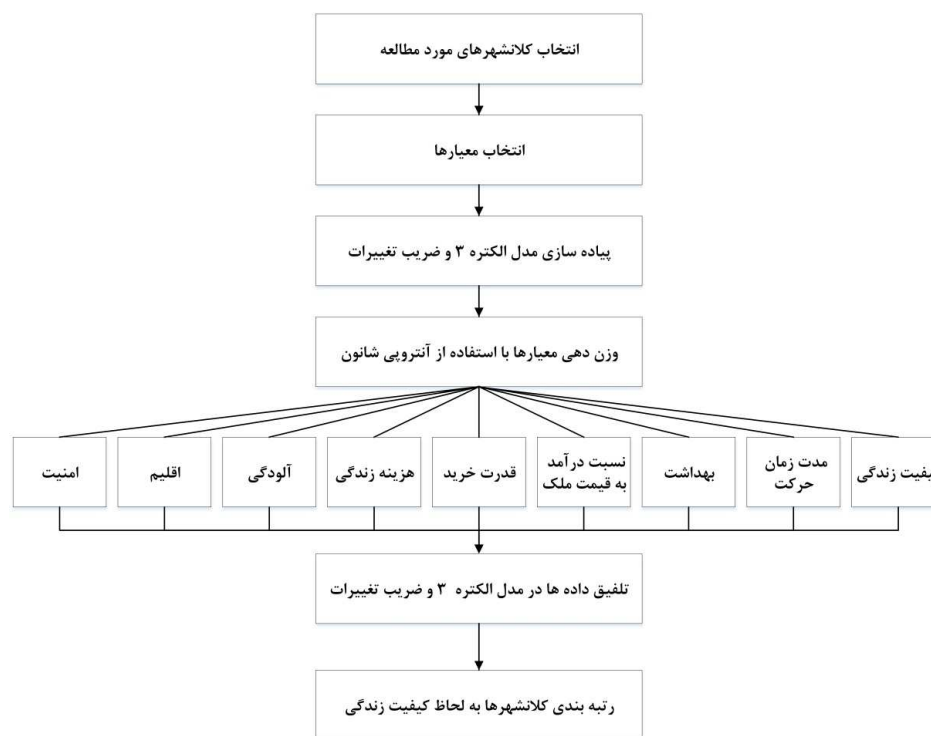 انتخاب کلانشهرهای مورد مطالعه
انتخاب معیارها
پیاده سازی مدل الکتره ۳ و ضریب تغییرات
وزن دهی معیارها با استفاده از آنتروپی شانون
یفیت زندگی
مدت زمان
حرکت
بهداشت
نسبت درآمد
به قیمت ملک
قدرت خرید
هزینه زندگی
آلودگی
اقلیم
امنیت
تلفیق داده ها در مدل الکتره ۳ و ضریب تغییرات
رتبه بندی کلانشهرها به لحاظ کیفیت زندگی